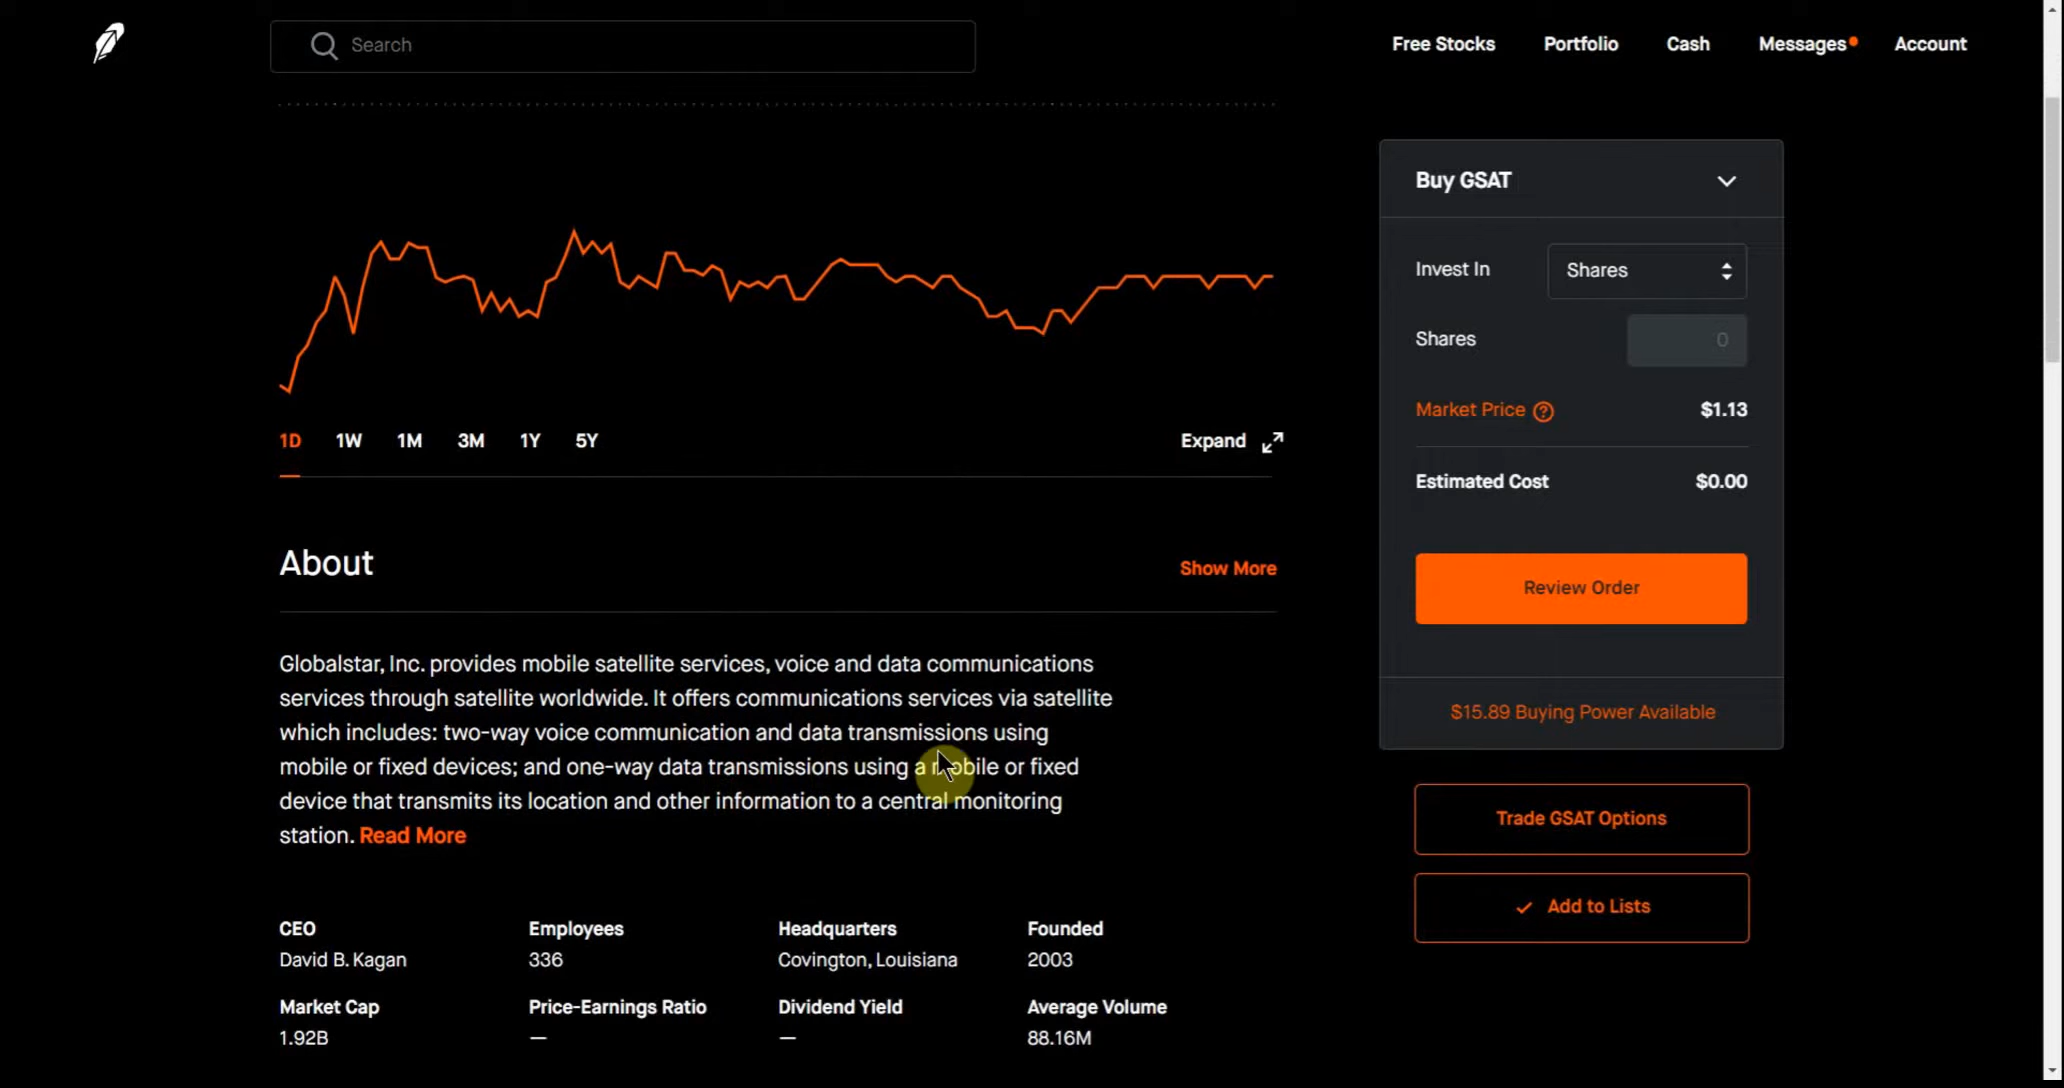 Search
Free Stocks
Portfolio
Cash
Messages
Account
Buy GSAT
Invest In
Shares
Shares
0
Market Price ?
$1.13
Estimated Cost
$0.00
Review Order
$15.89 Buying Power Available
Trade GSAT Options
Add to Lists
1D
1W
1M
3M
1Y
5Y
Expand
About
Show More
Globalstar, Inc. provides mobile satellite services, voice and data communications
services through satellite worldwide. It offers communications services via satellite
which includes: two-way voice communication and data transmissions using
mobile or fixed devices; and one-way data transmissions using a mobile or fixed
device that transmits its location and other information to a central monitoring
station. Read More
CEO
David B. Kagan
Employees
336
Headquarters
Covington, Louisiana
Founded
2003
Market Cap
1.92B
Price-Earnings Ratio
—
Dividend Yield
—
Average Volume
88.16M